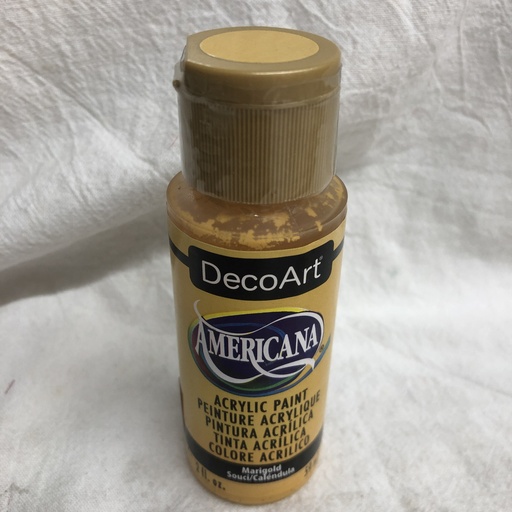 DecoArt®
AMERICANA
ACRYLIC PAINT
PEINTURE ACRYLIQUE
PINTURA ACRÍLICA
TINTA ACRÍLICA
COLORE ACRILICO
Marigold
Souci/Caléndula
2 fl. oz.